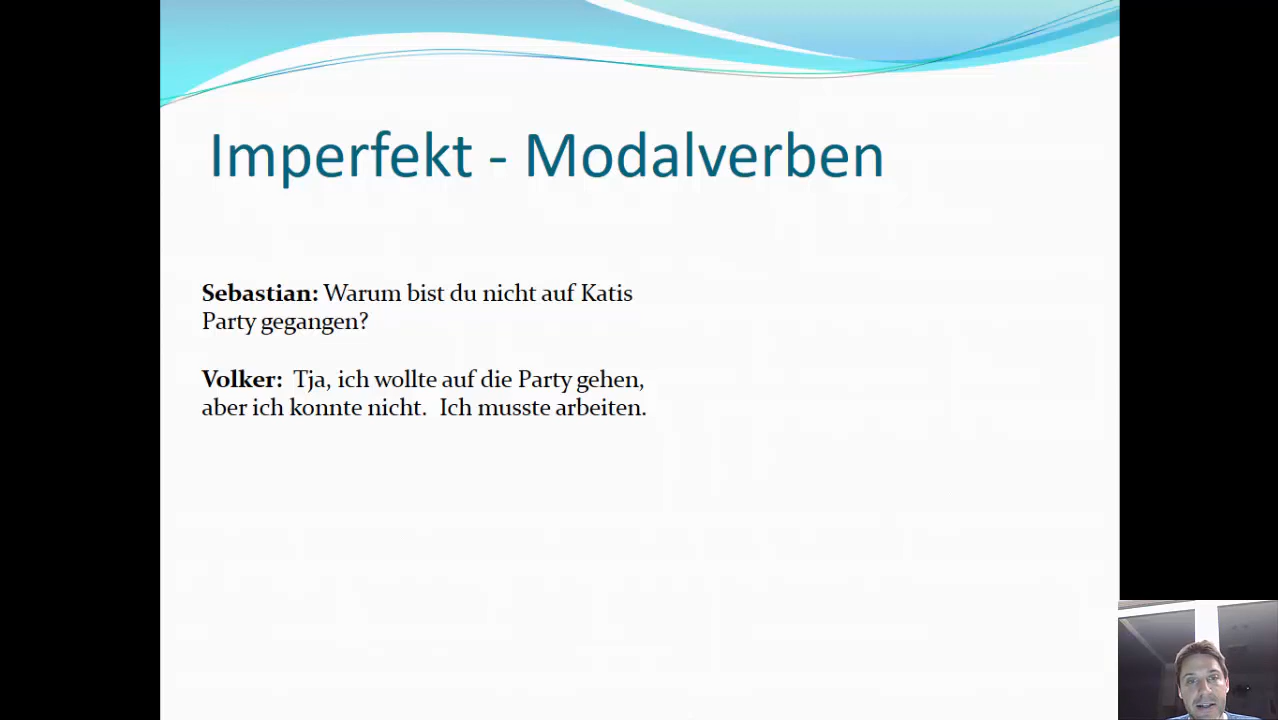 Imperfekt - Modalverben
Sebastian: Warum bist du nicht auf Katis
Party gegangen?
Volker: Tja, ich wollte auf die Party gehen,
aber ich konnte nicht. Ich musste arbeiten.